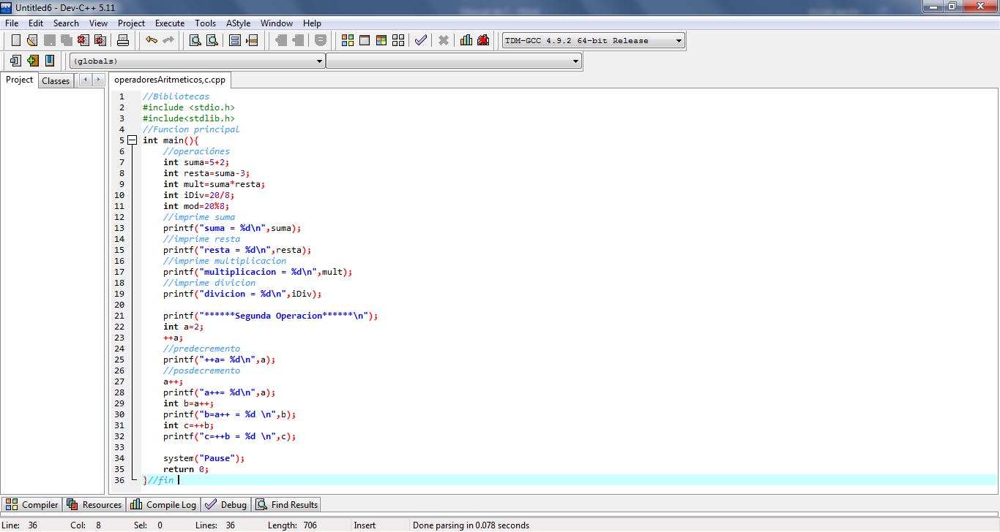 Untitled6 - Dev-C++ 5.11
File Edit Search View Project Execute Tools AStyle Window Help
TDM-GCC 4.9.2 64-bit Release
(globals)
Project Classes
operadoresAritmeticos,c.cpp
1 //Bibliotecas
2 #include <stdio.h>
3 #include<stdlib.h>
4 //Funcion principal
5 int main(){
6 //operaciónes
7 int suma=5+2;
8 int resta=suma-3;
9 int mult=suma*resta;
10 int iDiv=20/8;
11 int mod=20%8;
12 //imprime suma
13 printf("suma = %d\n",suma);
14 //imprime resta
15 printf("resta = %d\n",resta);
16 //imprime multiplicacion
17 printf("multiplicacion = %d\n",mult);
18 //imprime divicion
19 printf("divicion = %d\n",iDiv);
20
21 printf("******Segunda Operacion******\n");
22 int a=2;
23 ++a;
24 //predecremento
25 printf("++a= %d\n",a);
26 //posdecremento
27 a++;
28 printf("a++= %d\n",a);
29 int b=a++;
30 printf("b=a++ = %d \n",b);
31 int c=++b;
32 printf("c=++b = %d \n",c);
33
34 system("Pause");
35 return 0;
36 }//fin
Compiler Resources Compile Log Debug Find Results
Line: 36 Col: 8 Sel: 0 Lines: 36 Length: 706 Insert Done parsing in 0.078 seconds